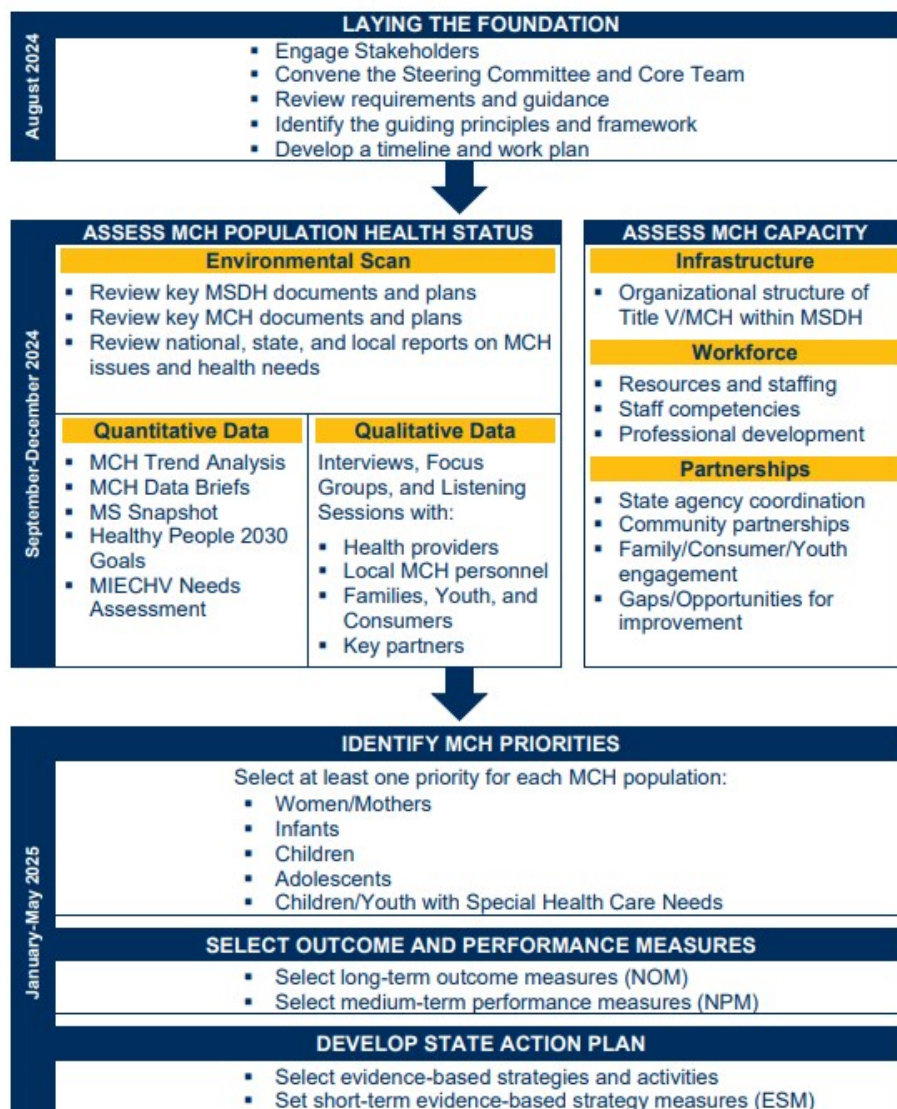 August 2024
LAYING THE FOUNDATION
▪ Engage Stakeholders
▪ Convene the Steering Committee and Core Team
▪ Review requirements and guidance
▪ Identify the guiding principles and framework
▪ Develop a timeline and work plan
September-December 2024
ASSESS MCH POPULATION HEALTH STATUS
Environmental Scan
▪ Review key MSDH documents and plans
▪ Review key MCH documents and plans
▪ Review national, state, and local reports on MCH
issues and health needs
Quantitative Data
▪ MCH Trend Analysis
▪ MCH Data Briefs
▪ MS Snapshot
▪ Healthy People 2030
Goals
▪ MIECHV Needs
Assessment
Qualitative Data
Interviews, Focus
Groups, and Listening
Sessions with:
▪ Health providers
▪ Local MCH personnel
▪ Families, Youth, and
Consumers
▪ Key partners
ASSESS MCH CAPACITY
Infrastructure
▪ Organizational structure of
Title V/MCH within MSDH
Workforce
▪ Resources and staffing
▪ Staff competencies
▪ Professional development
Partnerships
▪ State agency coordination
▪ Community partnerships
▪ Family/Consumer/Youth
engagement
▪ Gaps/Opportunities for
improvement
January-May 2025
IDENTIFY MCH PRIORITIES
Select at least one priority for each MCH population:
▪ Women/Mothers
▪ Infants
▪ Children
▪ Adolescents
▪ Children/Youth with Special Health Care Needs
SELECT OUTCOME AND PERFORMANCE MEASURES
▪ Select long-term outcome measures (NOM)
▪ Select medium-term performance measures (NPM)
DEVELOP STATE ACTION PLAN
▪ Select evidence-based strategies and activities
▪ Set short-term evidence-based strategy measures (ESM)